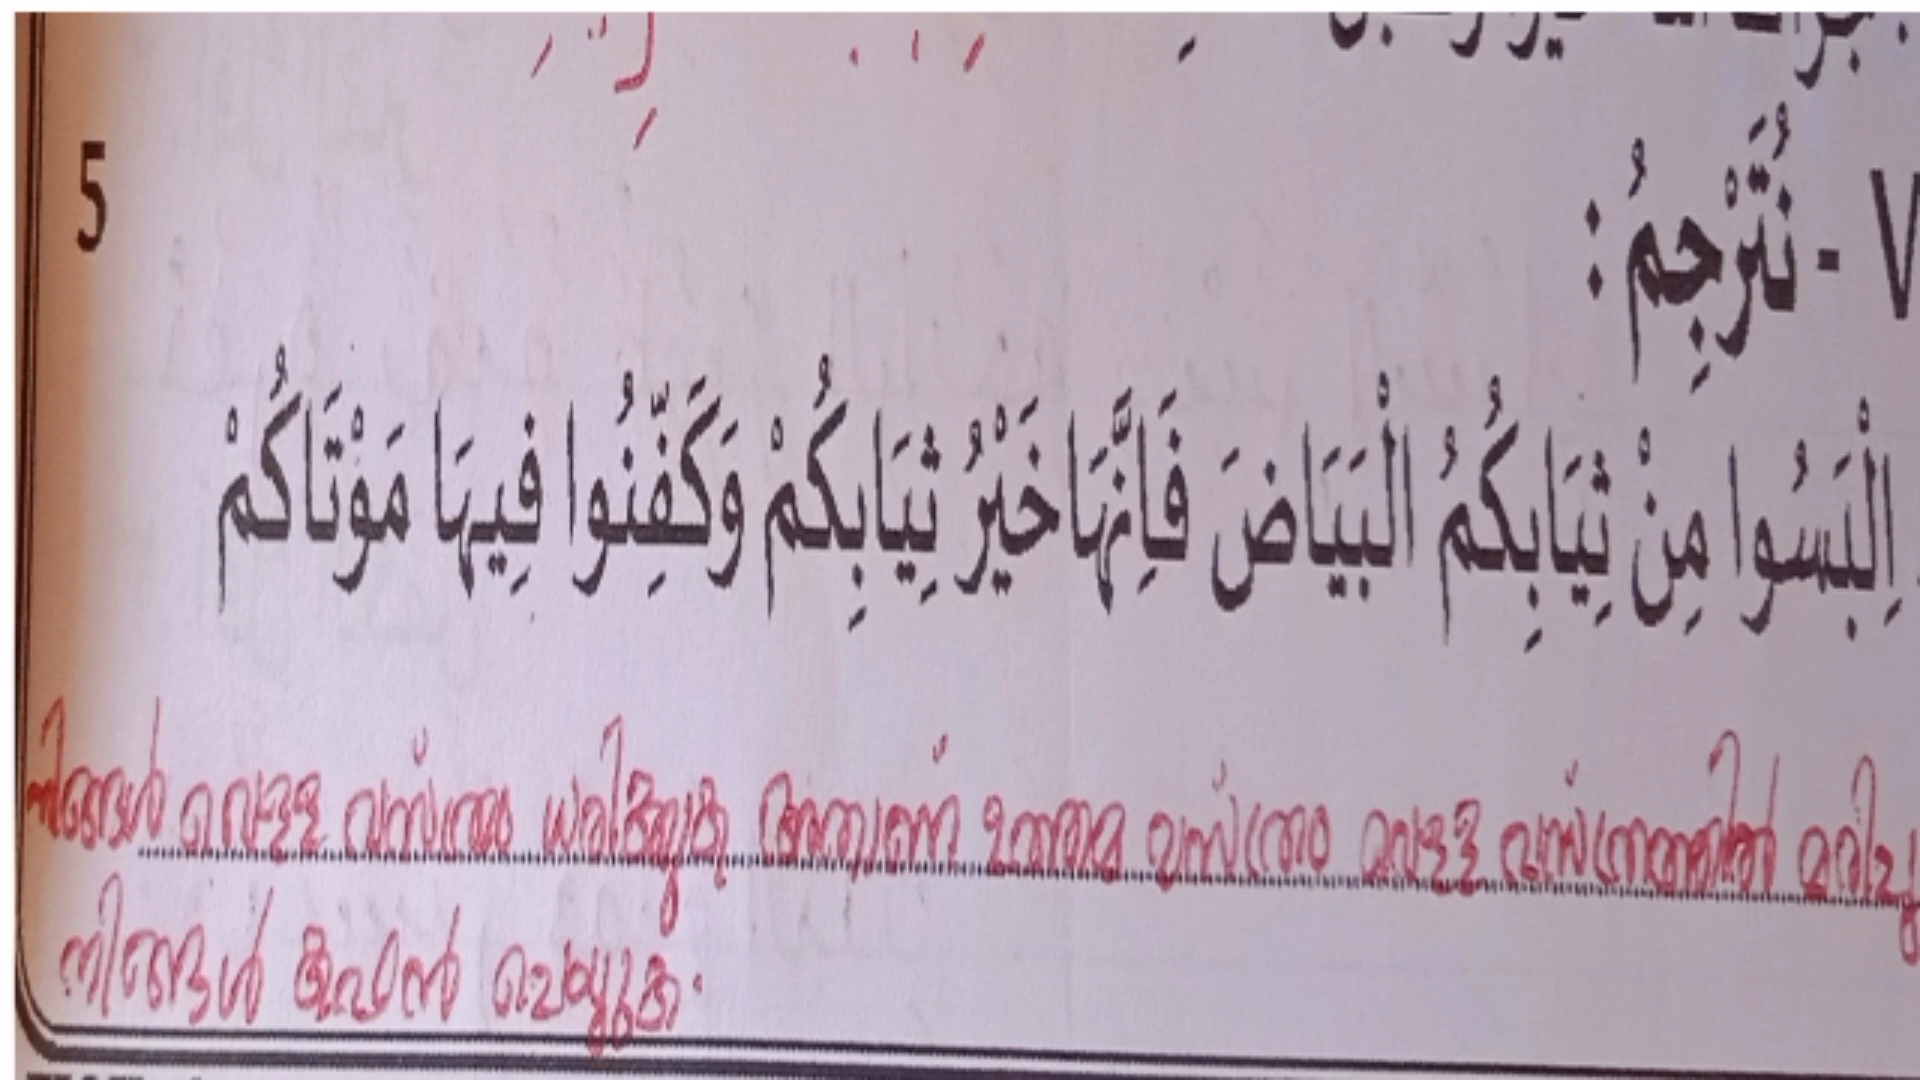 ٧ - نُتَرْجِمُ :
5
اِلْبَسُوا مِنْ ثِيَابِكُمُ الْبَيَاضَ فَاِنَّهَا خَيْرُ ثِيَابِكُمْ وَكَفِّنُوا فِيهَا مَوْتَاكُمْ
നിങ്ങൾ വെള്ള വസ്ത്രം ധരിക്കുക അതാണ് ഉത്തമ വസ്ത്രം വെള്ള വസ്ത്രത്തിൽ
നിങ്ങൾ കഫൻ ചെയ്യുക.